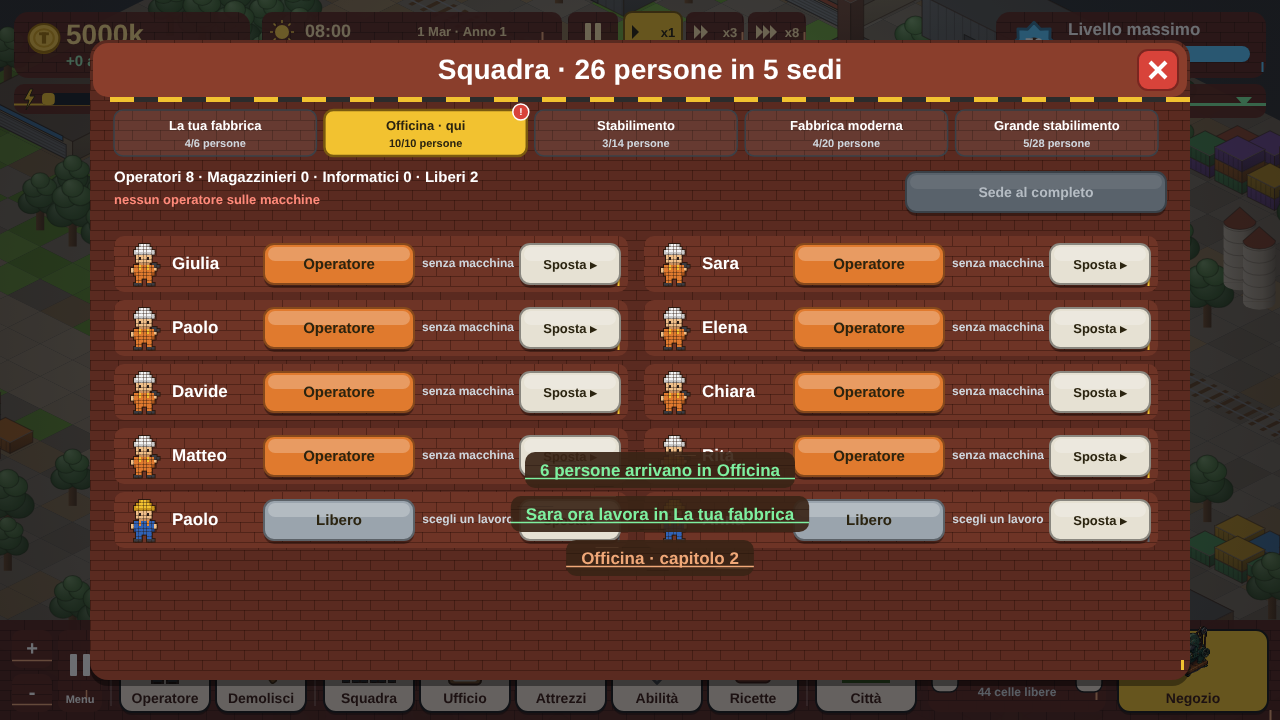 5000k
+0
08:00
1 Mar · Anno 1
x1
x3
x8
Livello massimo
Squadra · 26 persone in 5 sedi
La tua fabbrica
4/6 persone
Officina · qui
10/10 persone
!
Stabilimento
3/14 persone
Fabbrica moderna
4/20 persone
Grande stabilimento
5/28 persone
Operatori 8 · Magazzinieri 0 · Informatici 0 · Liberi 2
nessun operatore sulle macchine
Sede al completo
Giulia Operatore senza macchina Sposta ▸
Sara Operatore senza macchina Sposta ▸
Paolo Operatore senza macchina Sposta ▸
Elena Operatore senza macchina Sposta ▸
Davide Operatore senza macchina Sposta ▸
Chiara Operatore senza macchina Sposta ▸
Matteo Operatore senza macchina Sposta ▸
Rita Operatore senza macchina Sposta ▸
Paolo Libero scegli un lavoro
Libero scegli un lavoro Sposta ▸
6 persone arrivano in Officina
Sara ora lavora in La tua fabbrica
Officina · capitolo 2
+
-
Menu
Operatore
Demolisci
Squadra
Ufficio
Attrezzi
Abilità
Ricette
Città
44 celle libere
Negozio